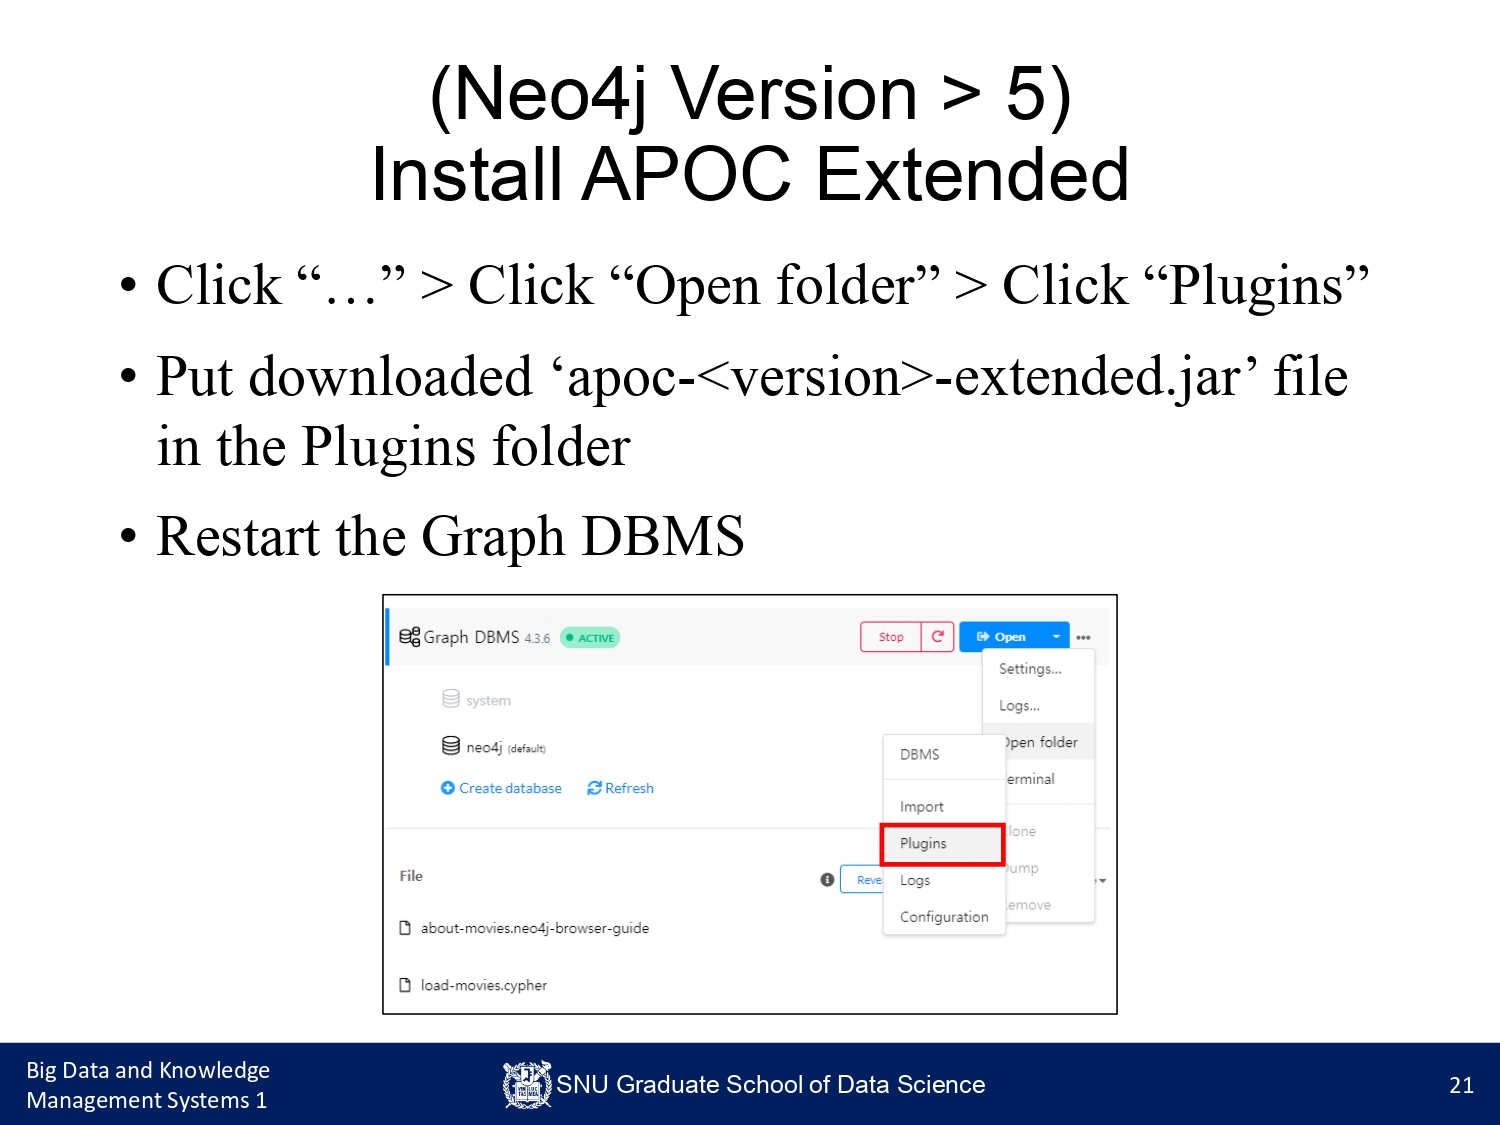 (Neo4j Version > 5)
Install APOC Extended
• Click “…” > Click “Open folder” > Click “Plugins”
• Put downloaded ‘apoc-<version>-extended.jar’ file
in the Plugins folder
• Restart the Graph DBMS
Graph DBMS 4.3.6 ACTIVE
Stop
Open
Settings...
Logs...
Open folder
erminal
lone
ump
emove
system
neo4j (default)
Create database
Refresh
DBMS
Import
Plugins
Logs
Configuration
File
Reve
about-movies.neo4j-browser-guide
load-movies.cypher
Big Data and Knowledge
Management Systems 1
SNU Graduate School of Data Science
21